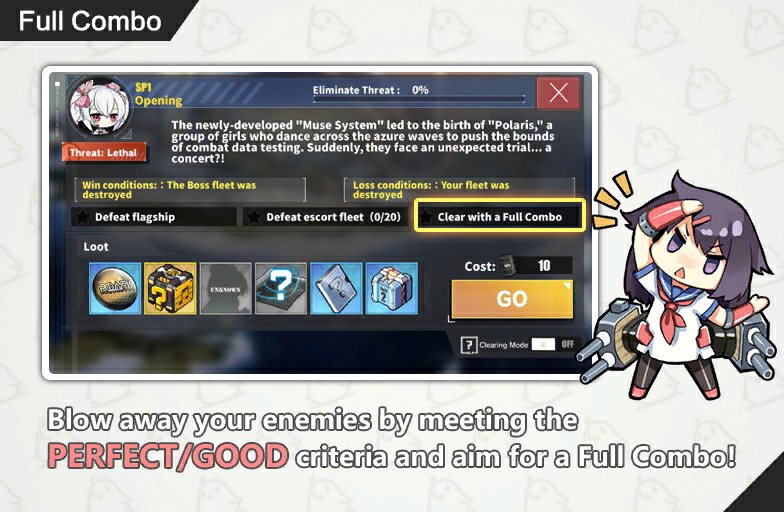 Full Combo
SP1
Opening
Eliminate Threat : 0%
Threat: Lethal
The newly-developed "Muse System" led to the birth of "Polaris," a
group of girls who dance across the azure waves to push the bounds
of combat data testing. Suddenly, they face an unexpected trial... a
concert?!
Win conditions: : The Boss fleet was
destroyed
Loss conditions: : Your fleet was
destroyed
Defeat flagship
Defeat escort fleet (0/20)
Clear with a Full Combo
Loot
UNKNOWN
Cost: 10
GO
Clearing Mode OFF
Blow away your enemies by meeting the
PERFECT/GOOD criteria and aim for a Full Combo!